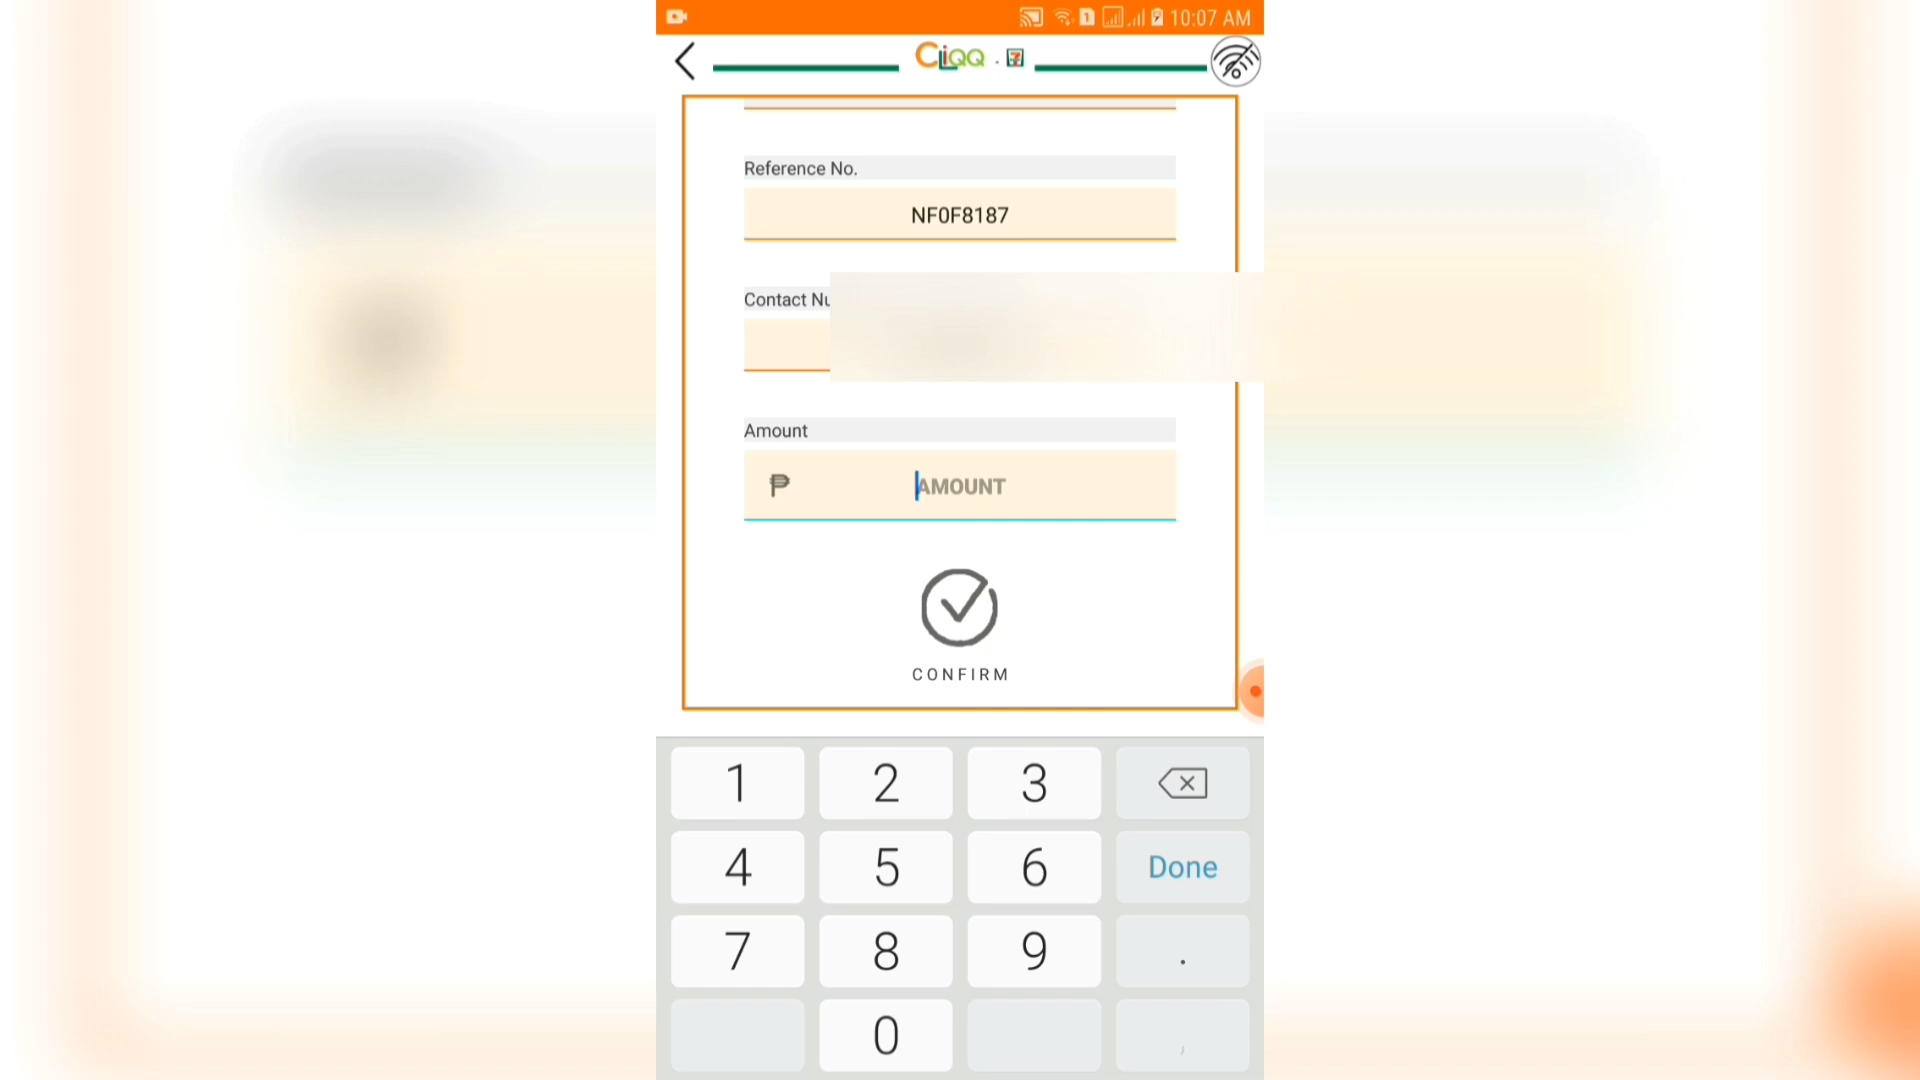 10:07 AM
CLiQQ . 7
Reference No.
NF0F8187
Contact Nu
Amount
₱ AMOUNT
CONFIRM
1 2 3
4 5 6 Done
7 8 9 .
0 ,